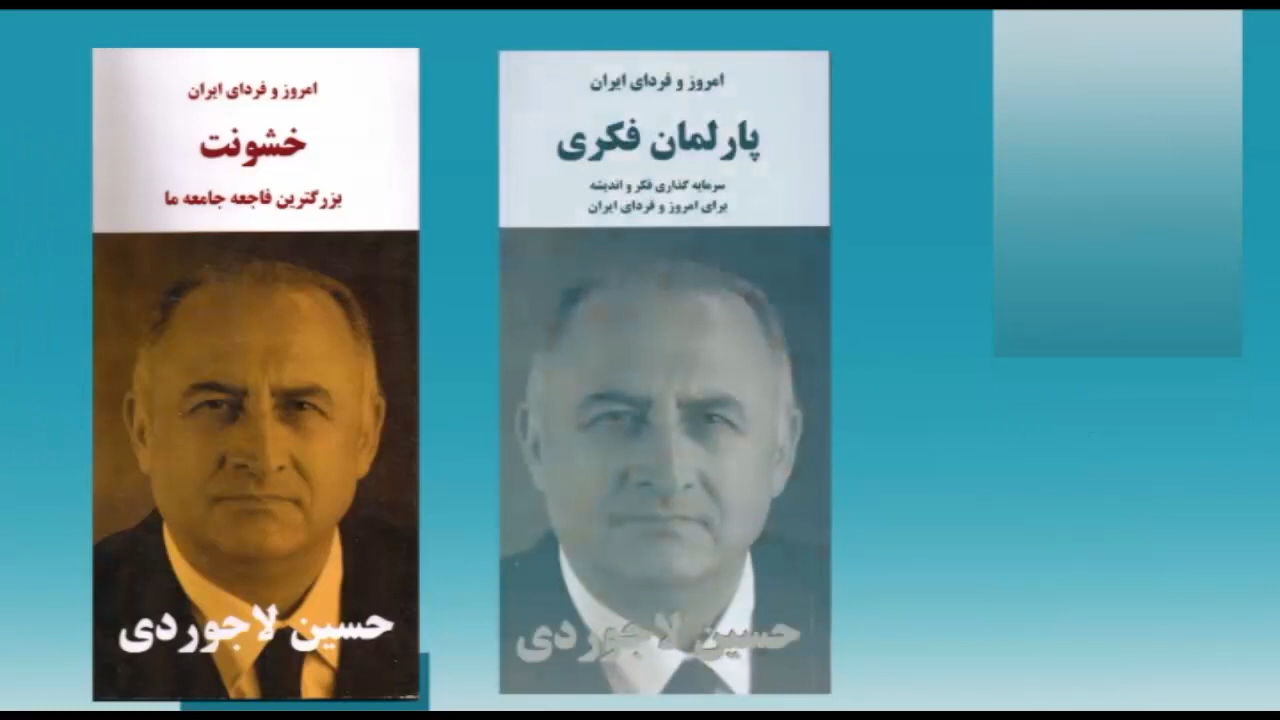 امروز و فردای ایران
خشونت
بزرگترین فاجعه جامعه ما
حسین لاجوردی
امروز و فردای ایران
پارلمان فکری
سرمایه گذاری فکر و اندیشه
برای امروز و فردای ایران
حسین لاجوردی